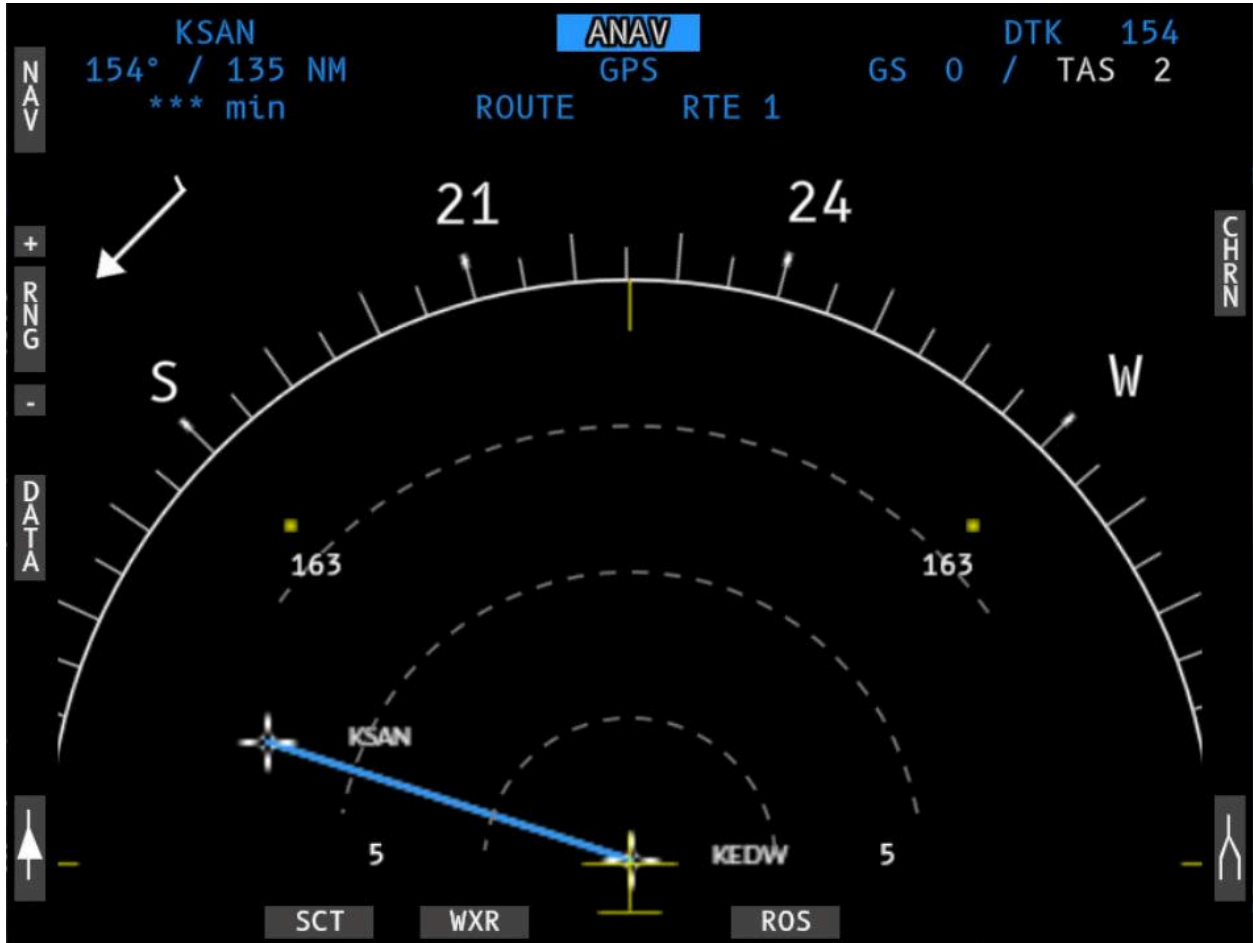 KSAN ANAV DTK 154
154° / 135 NM GPS GS 0 / TAS 2
*** min ROUTE RTE 1
NAV
+
RNG
-
DATA
CHRN
21 24
S W
163 163
KSAN
5 KEDW 5
SCT WXR ROS